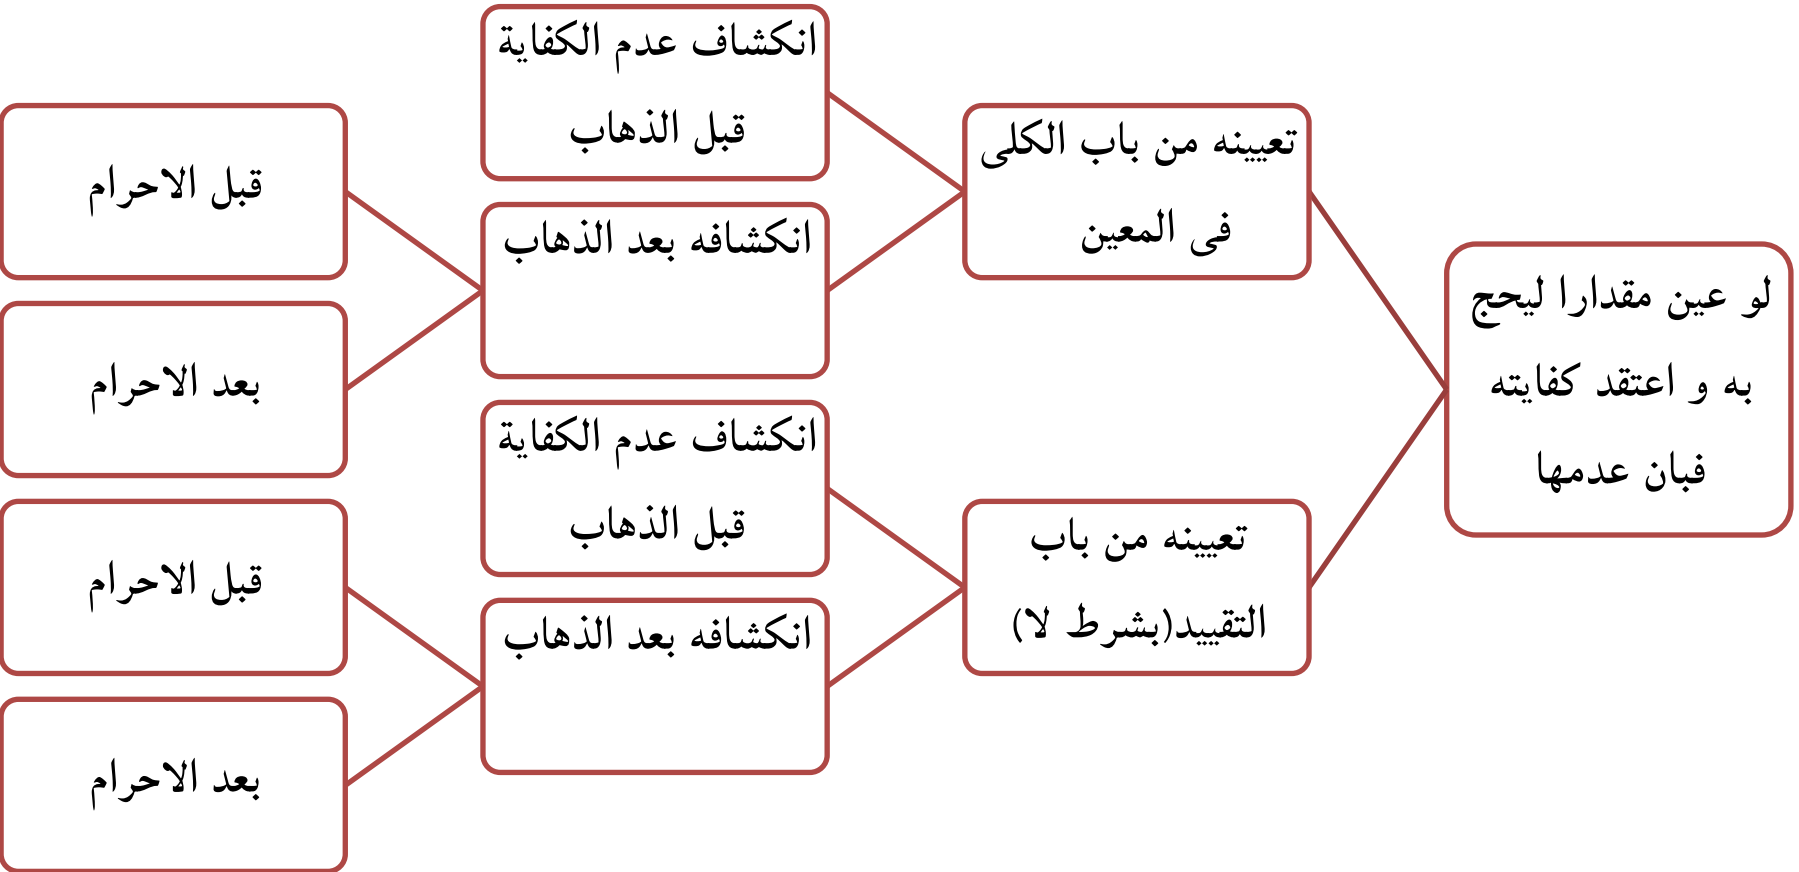 لو عين مقدارا ليحج
به و اعتقد كفايته
فبان عدمها
تعيينه من باب الكلى
فى المعين
انكشاف عدم الكفاية
قبل الذهاب
انكشافه بعد الذهاب
قبل الاحرام
بعد الاحرام
تعيينه من باب
التقييد(بشرط لا)
انكشاف عدم الكفاية
قبل الذهاب
انكشافه بعد الذهاب
قبل الاحرام
بعد الاحرام